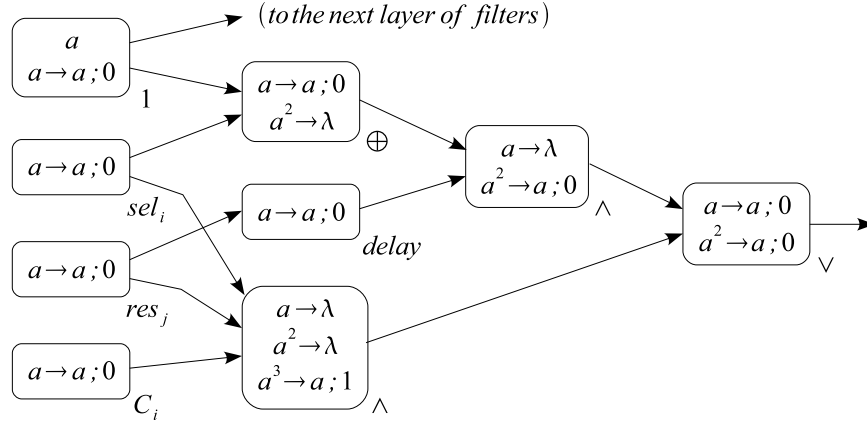 (to the next layer of filters)
a
a→a;0
1
a→a;0
a²→λ
⊕
a→a;0
sel_i
a→λ
a²→a;0
∧
a→a;0
delay
a→a;0
a²→a;0
∨
a→a;0
res_j
a→λ
a²→λ
a³→a;1
∧
a→a;0
C_i